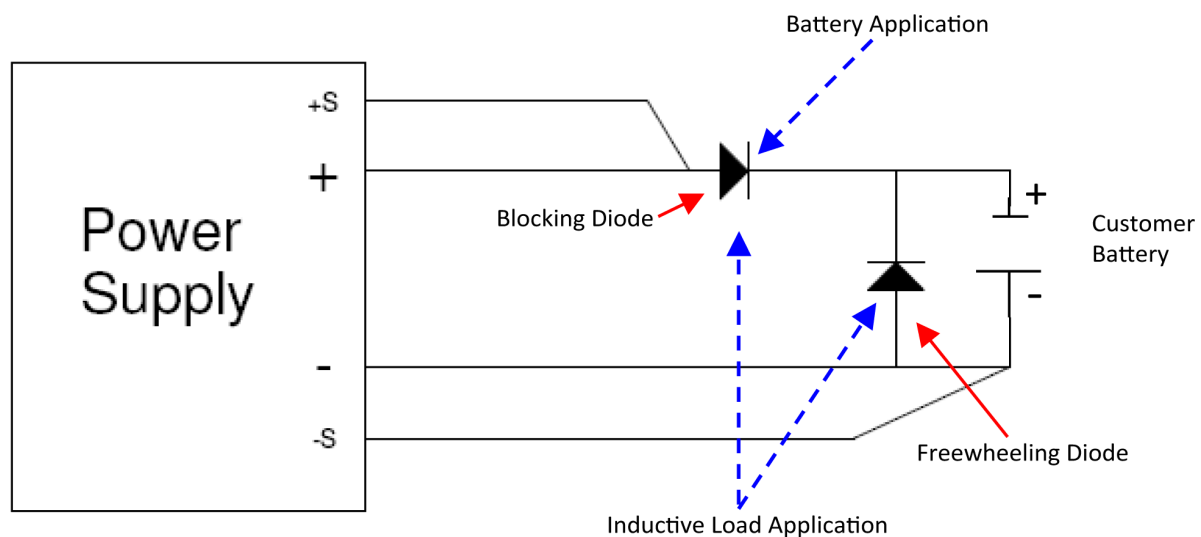 Battery Application
+S
+
Blocking Diode
Power
Supply
+
Customer
Battery
-
-
-S
Freewheeling Diode
Inductive Load Application